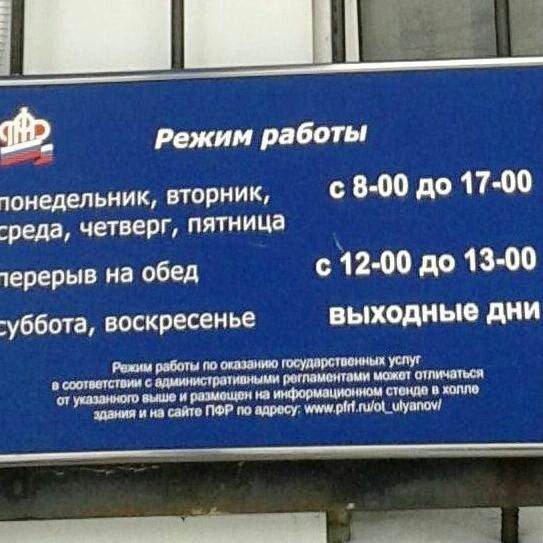 Режим работы
понедельник, вторник, с 8-00 до 17-00
среда, четверг, пятница
перерыв на обед с 12-00 до 13-00
суббота, воскресенье выходные дни
Режим работы по оказанию государственных услуг
в соответствии с административными регламентами может отличаться
от указанного выше и размещен на информационном стенде в холле
здания и на сайте ПФР по адресу: www.pfrf.ru/ot_ulyanov/